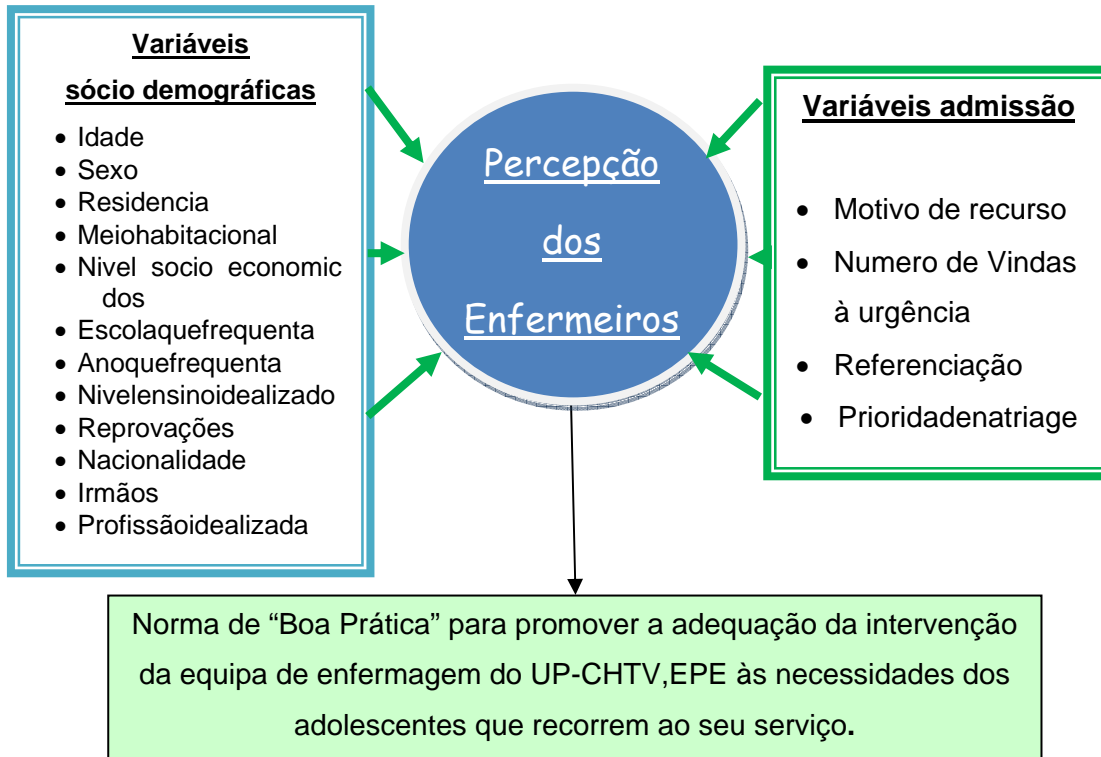 Variáveis
sócio demográficas
• Idade
• Sexo
• Residencia
• Meiohabitacional
• Nivel socio economic
dos
• Escolaquefrequenta
• Anoquefrequenta
• Nivelensinoidealizado
• Reprovações
• Nacionalidade
• Irmãos
• Profissãoidealizada
Percepção
dos
Enfermeiros
Variáveis admissão
• Motivo de recurso
• Numero de Vindas
à urgência
• Referenciação
• Prioridadenatriage
Norma de “Boa Prática” para promover a adequação da intervenção
da equipa de enfermagem do UP-CHTV,EPE às necessidades dos
adolescentes que recorrem ao seu serviço.